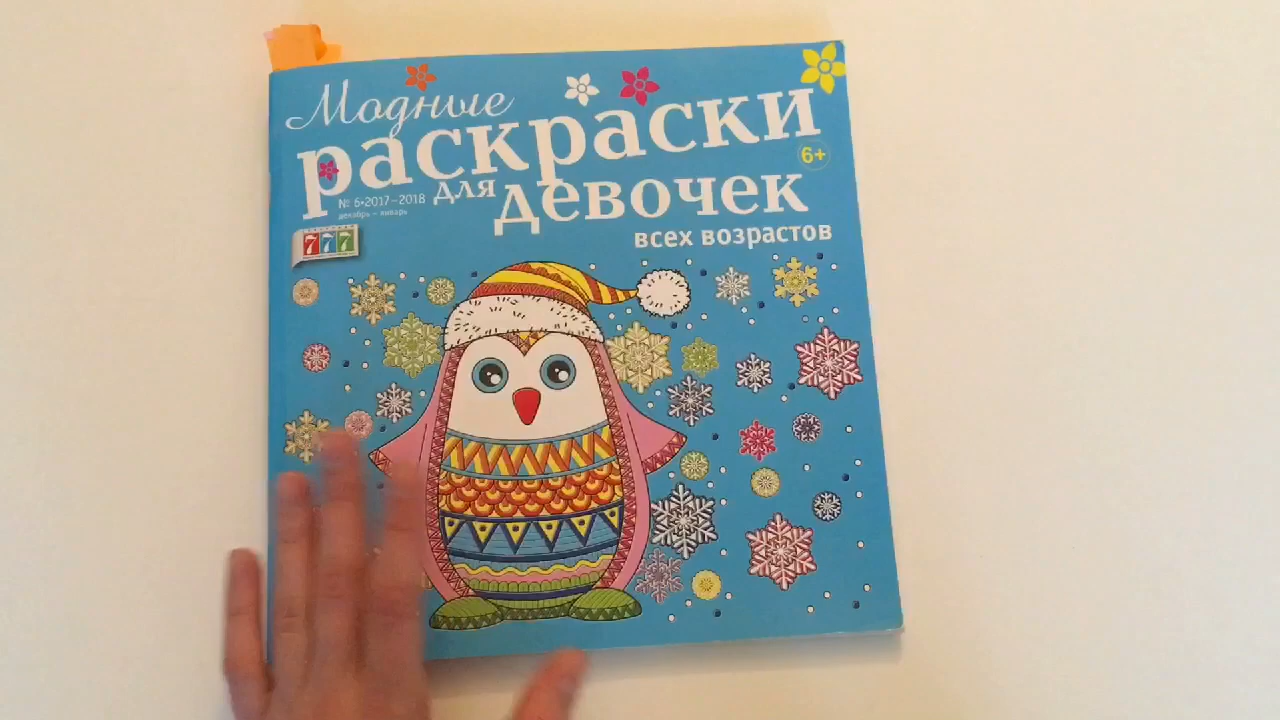 Модные
раскраски
для девочек
всех возрастов
6+
№ 6•2017–2018
декабрь – январь
777